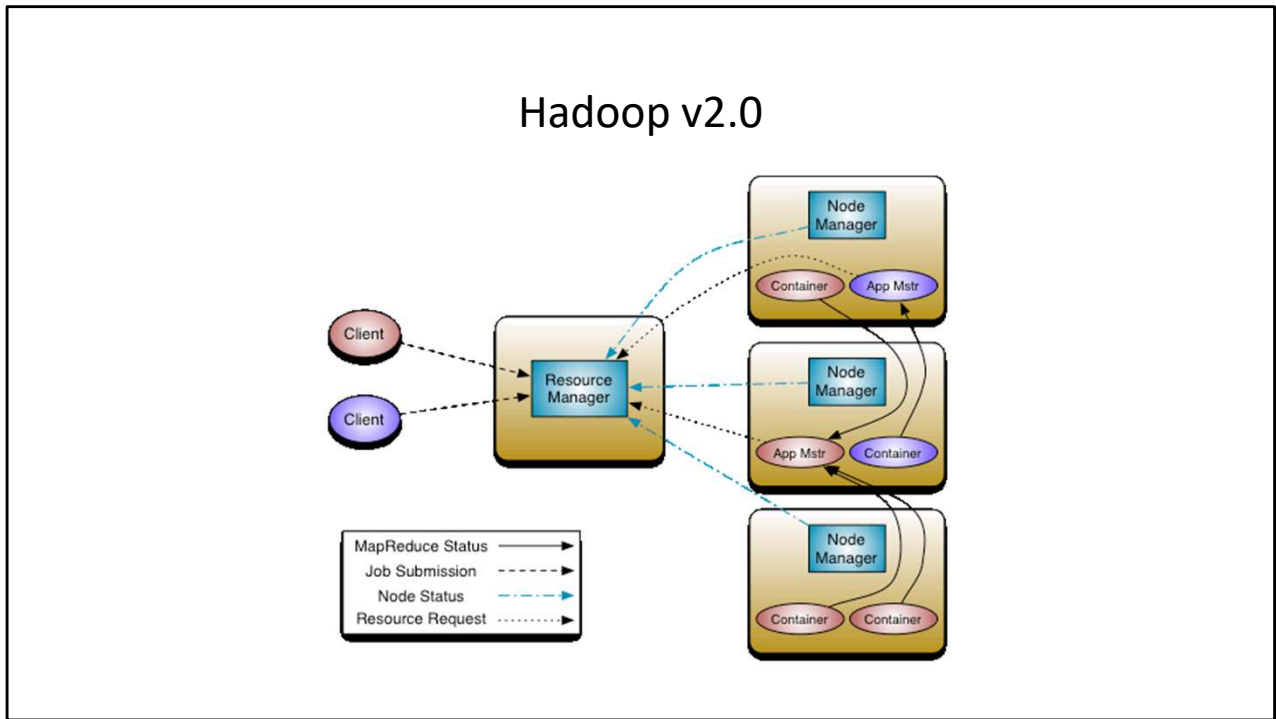 Hadoop v2.0
Node
Manager
Container
App Mstr
Client
Resource
Manager
Node
Manager
Client
App Mstr
Container
Node
Manager
MapReduce Status
Job Submission
Node Status
Resource Request
Container
Container